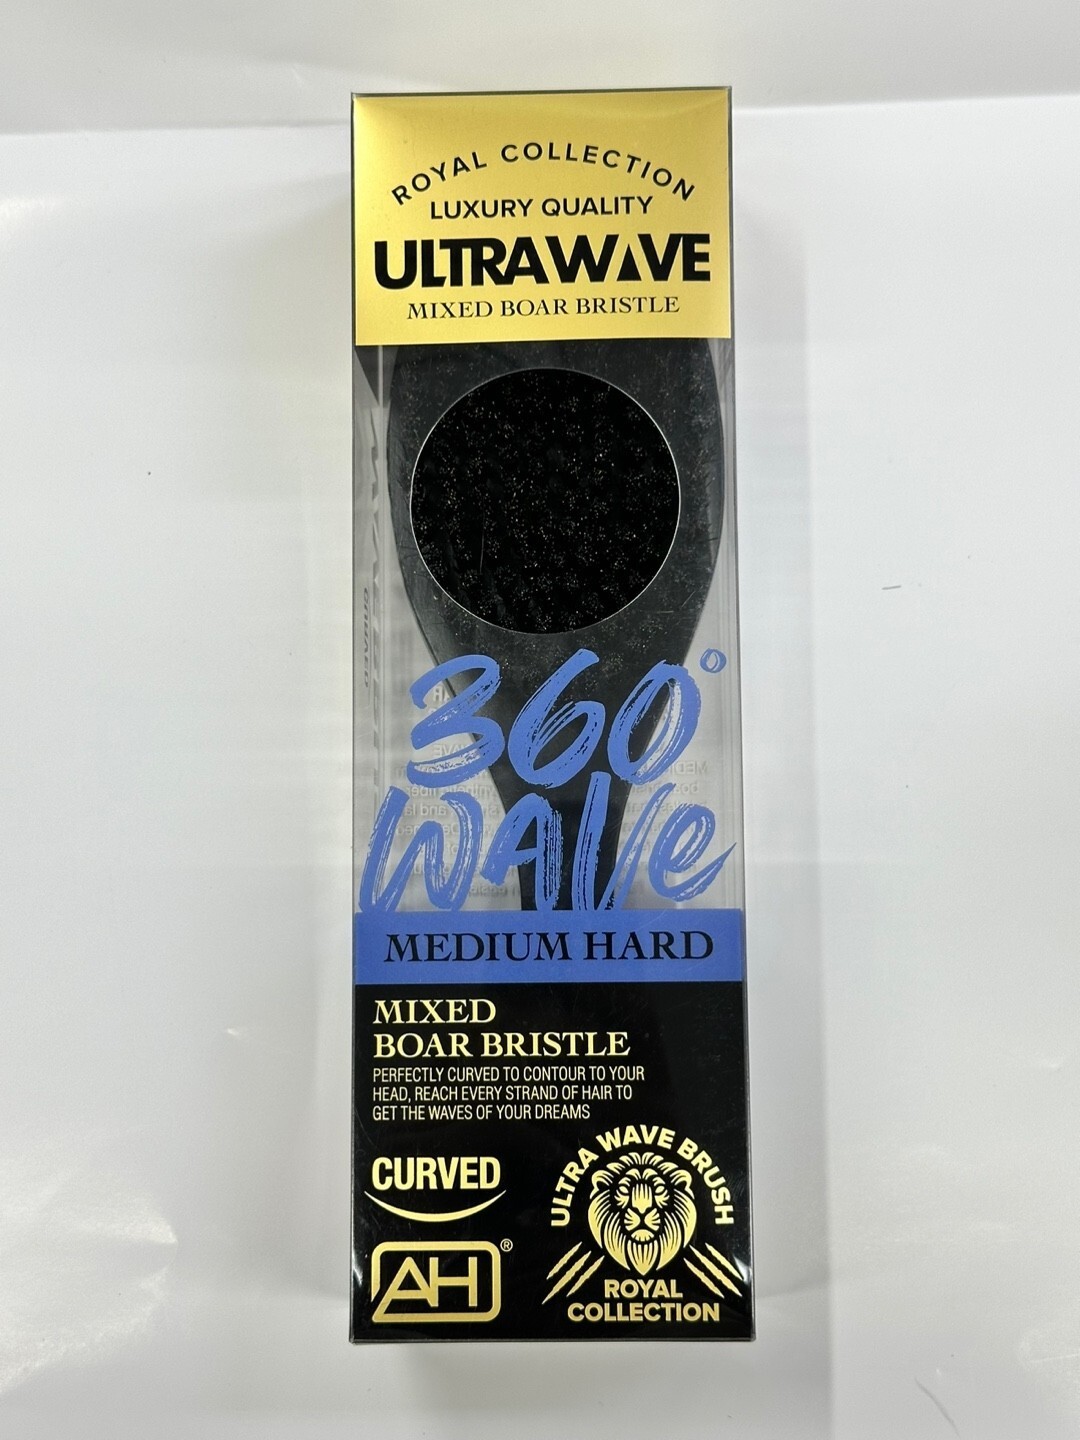 ROYAL COLLECTION
LUXURY QUALITY
ULTRAWAVE
MIXED BOAR BRISTLE
360°
WAVe
MEDIUM HARD
MIXED
BOAR BRISTLE
PERFECTLY CURVED TO CONTOUR TO YOUR
HEAD, REACH EVERY STRAND OF HAIR TO
GET THE WAVES OF YOUR DREAMS
CURVED
AH®
ULTRA WAVE BRUSH
ROYAL
COLLECTION